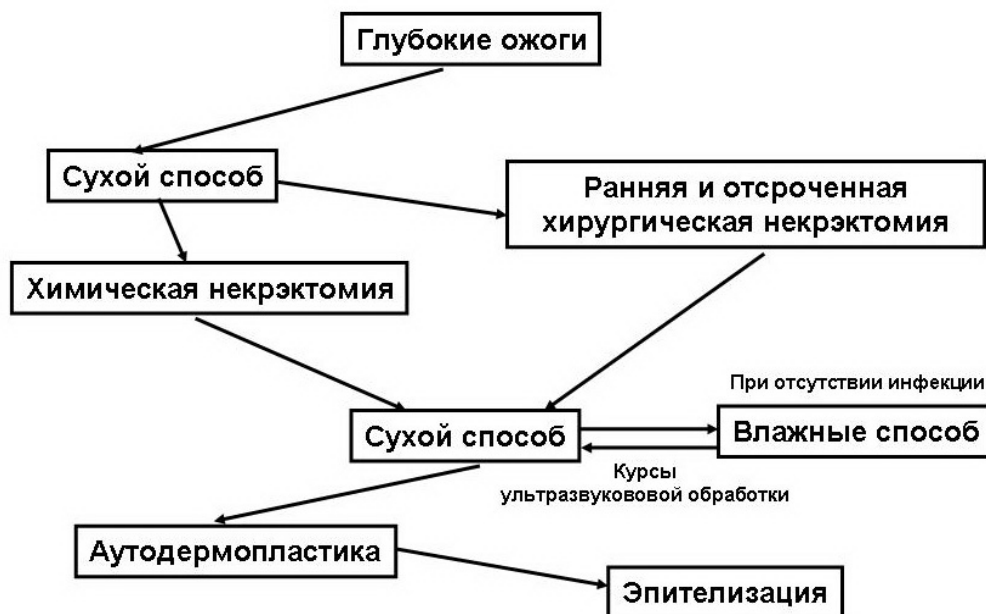 Глубокие ожоги
Сухой способ
Ранняя и отсроченная
хирургическая некрэктомия
Химическая некрэктомия
При отсутствии инфекции
Сухой способ
Влажные способ
Курсы
ультразвукововой обработки
Аутодермопластика
Эпителизация